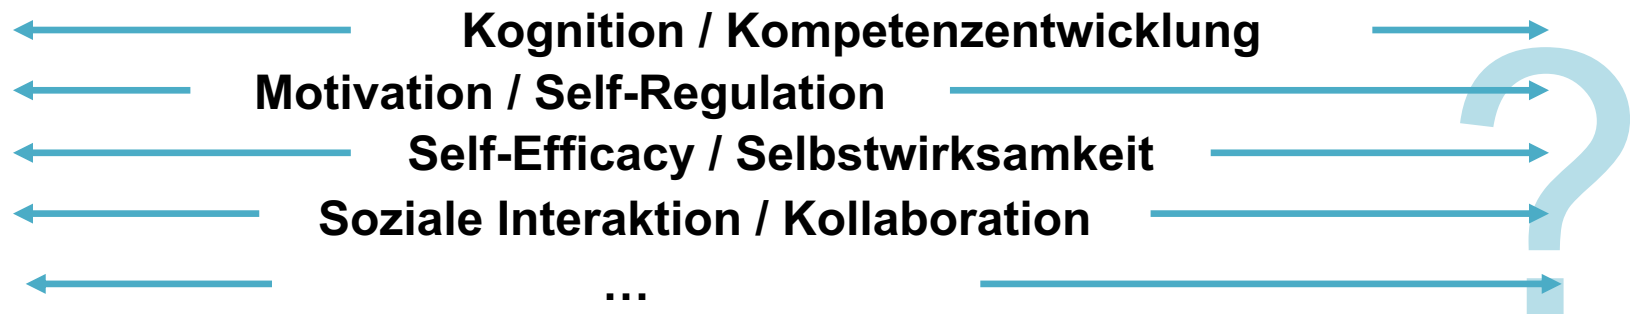 Kognition / Kompetenzentwicklung
Motivation / Self-Regulation
Self-Efficacy / Selbstwirksamkeit
Soziale Interaktion / Kollaboration
…
?